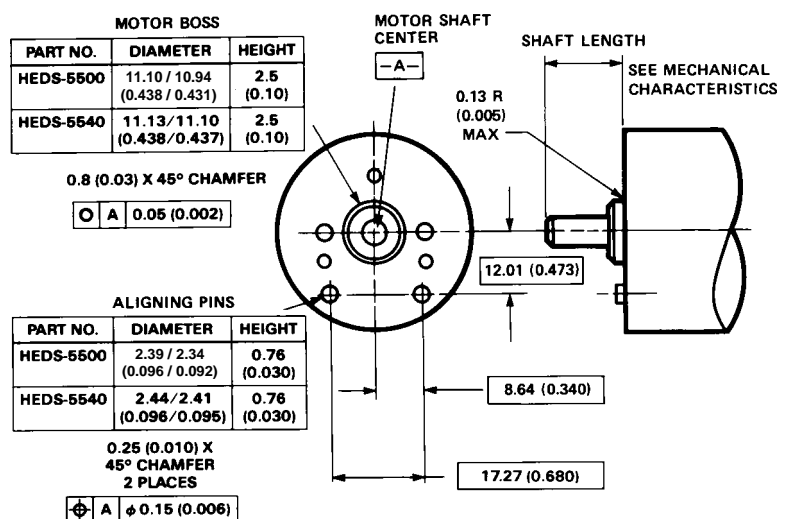 MOTOR BOSS
PART NO. DIAMETER HEIGHT
HEDS-5500 11.10 / 10.94 2.5
(0.438 / 0.431) (0.10)
HEDS-5540 11.13/11.10 2.5
(0.438/0.437) (0.10)
0.8 (0.03) X 45° CHAMFER
O A 0.05 (0.002)
MOTOR SHAFT
CENTER
–A–
SHAFT LENGTH
SEE MECHANICAL
CHARACTERISTICS
0.13 R
(0.005)
MAX
12.01 (0.473)
ALIGNING PINS
PART NO. DIAMETER HEIGHT
HEDS-5500 2.39 / 2.34 0.76
(0.096 / 0.092) (0.030)
HEDS-5540 2.44/2.41 0.76
(0.096/0.095) (0.030)
0.25 (0.010) X
45° CHAMFER
2 PLACES
⌖ A ϕ 0.15 (0.006)
8.64 (0.340)
17.27 (0.680)